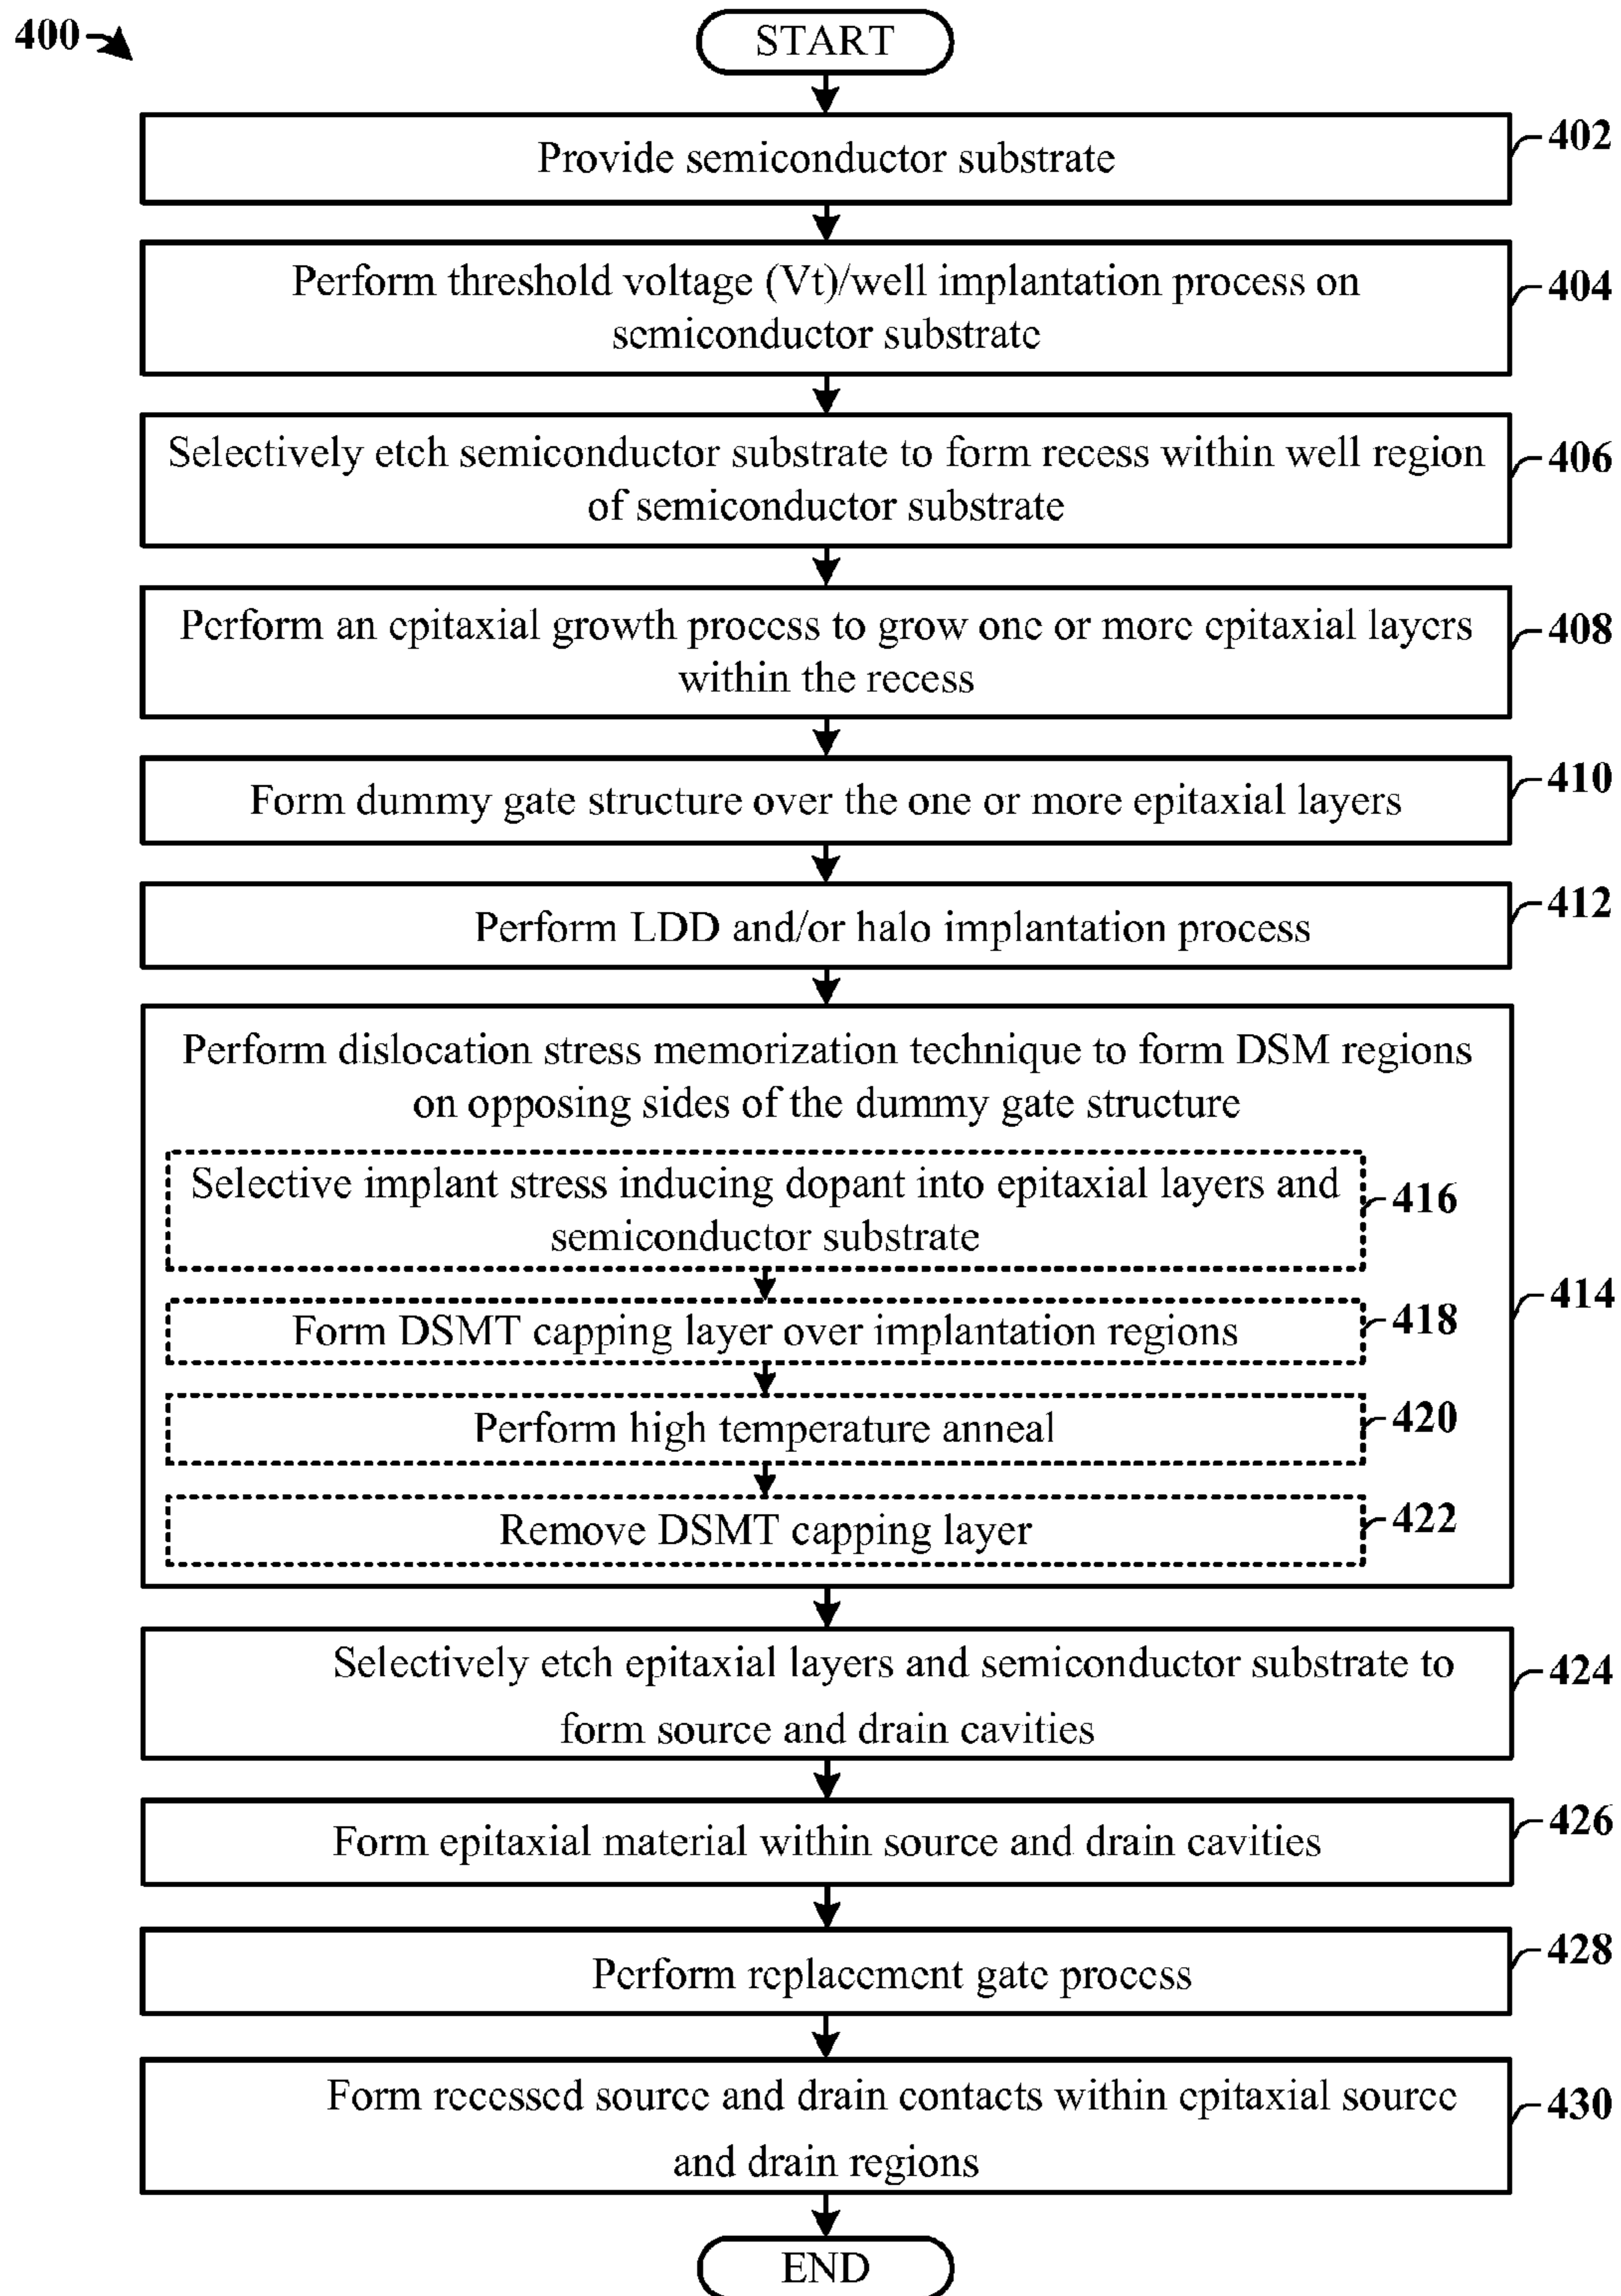 400
START
Provide semiconductor substrate
402
Perform threshold voltage (Vt)/well implantation process on
semiconductor substrate
404
Selectively etch semiconductor substrate to form recess within well region
of semiconductor substrate
406
Perform an epitaxial growth process to grow one or more epitaxial layers
within the recess
408
Form dummy gate structure over the one or more epitaxial layers
410
Perform LDD and/or halo implantation process
412
Perform dislocation stress memorization technique to form DSM regions
on opposing sides of the dummy gate structure
Selective implant stress inducing dopant into epitaxial layers and
semiconductor substrate
416
Form DSMT capping layer over implantation regions
418
Perform high temperature anneal
420
Remove DSMT capping layer
422
414
Selectively etch epitaxial layers and semiconductor substrate to
form source and drain cavities
424
Form epitaxial material within source and drain cavities
426
Perform replacement gate process
428
Form recessed source and drain contacts within epitaxial source
and drain regions
430
END